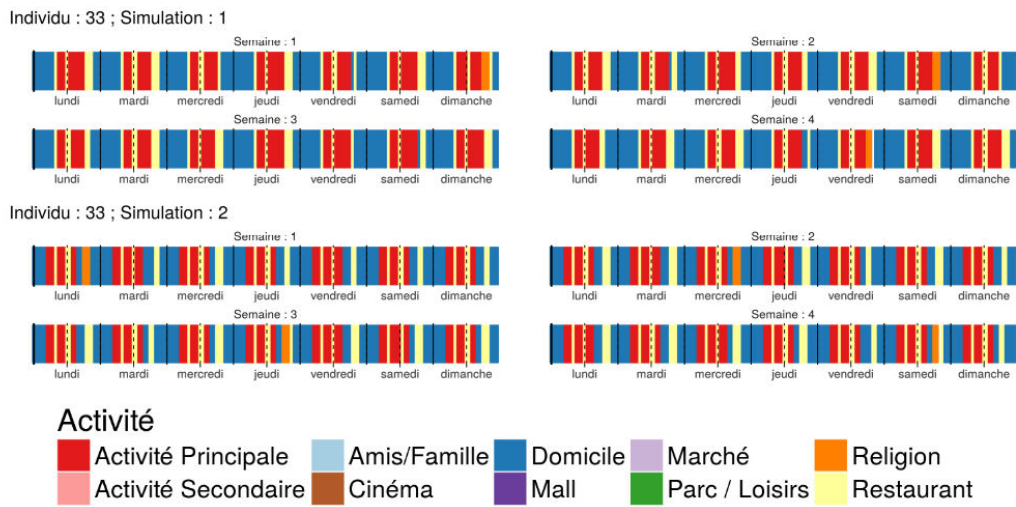 Individu : 33 ; Simulation : 1
Semaine : 1
Semaine : 2
lundi mardi mercredi jeudi vendredi samedi dimanche
lundi mardi mercredi jeudi vendredi samedi dimanche
Semaine : 3
Semaine : 4
lundi mardi mercredi jeudi vendredi samedi dimanche
lundi mardi mercredi jeudi vendredi samedi dimanche
Individu : 33 ; Simulation : 2
Semaine : 1
Semaine : 2
lundi mardi mercredi jeudi vendredi samedi dimanche
lundi mardi mercredi jeudi vendredi samedi dimanche
Semaine : 3
Semaine : 4
lundi mardi mercredi jeudi vendredi samedi dimanche
lundi mardi mercredi jeudi vendredi samedi dimanche
Activité
Activité Principale Amis/Famille Domicile Marché Religion
Activité Secondaire Cinéma Mall Parc / Loisirs Restaurant